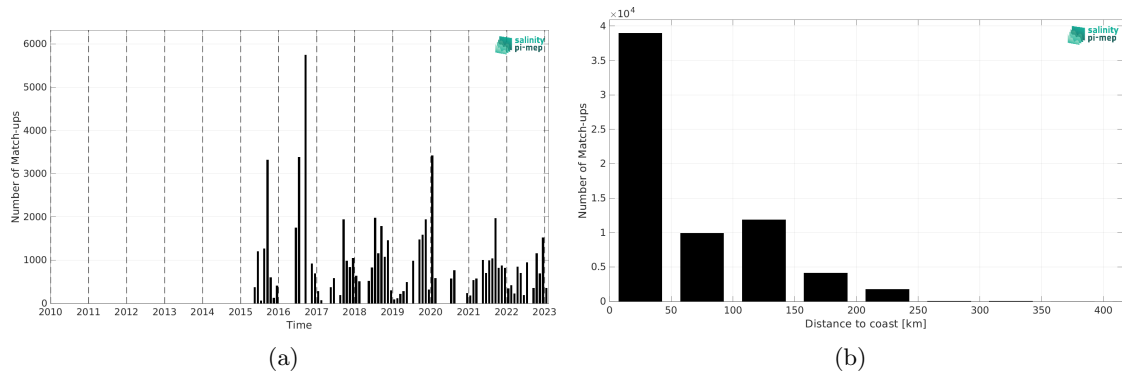 salinity
pi-mep
Number of Match-ups
6000
5000
4000
3000
2000
1000
0
2010 2011 2012 2013 2014 2015 2016 2017 2018 2019 2020 2021 2022 2023
Time
(a)
×10⁴
salinity
pi-mep
Number of Match-ups
4
3.5
3
2.5
2
1.5
1
0.5
0
0 50 100 150 200 250 300 350 400
Distance to coast [km]
(b)